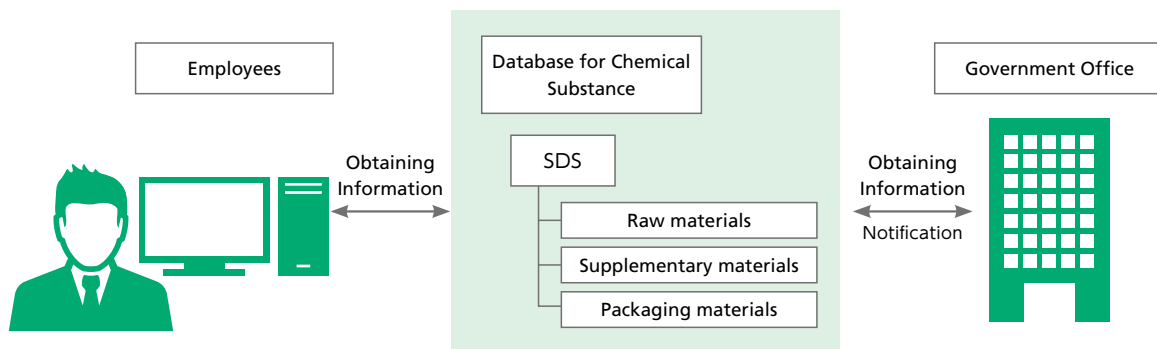 Employees
Obtaining
Information
Database for Chemical
Substance
SDS
Raw materials
Supplementary materials
Packaging materials
Government Office
Obtaining
Information
Notification